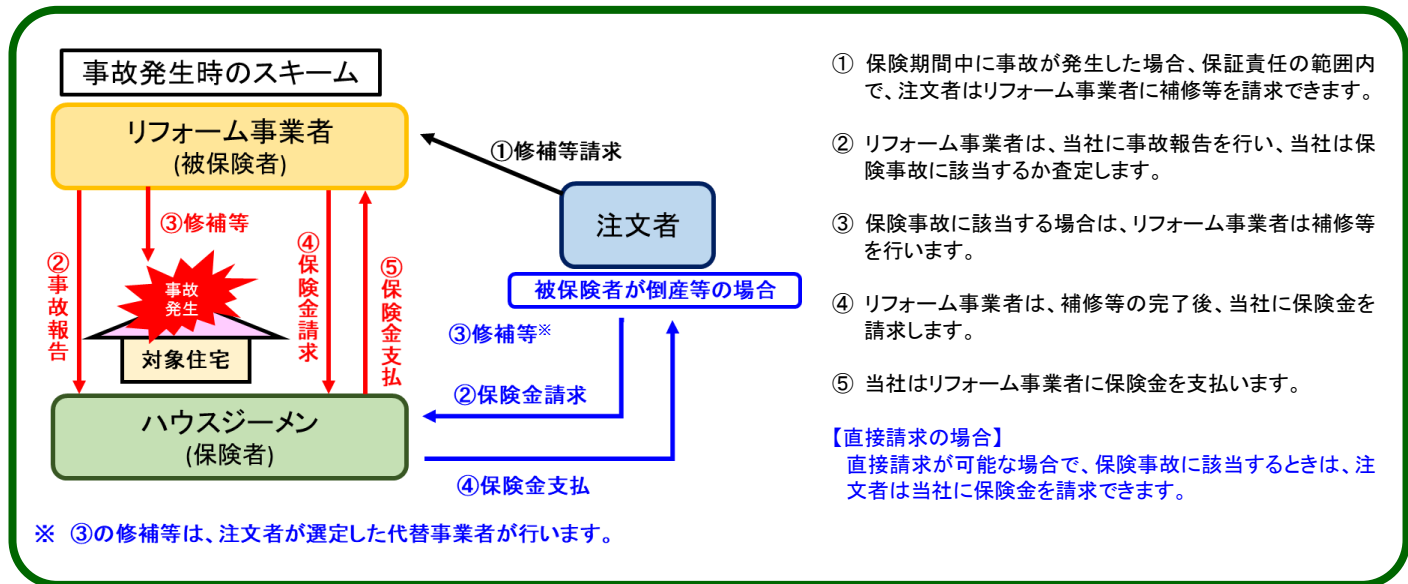 事故発生時のスキーム
リフォーム事業者
(被保険者)
①修補等請求
注文者
③修補等
②事故報告
事故
発生
対象住宅
④保険金請求
⑤保険金支払
被保険者が倒産等の場合
③修補等※
②保険金請求
④保険金支払
ハウスジーメン
(保険者)
※ ③の修補等は、注文者が選定した代替事業者が行います。
① 保険期間中に事故が発生した場合、保証責任の範囲内
で、注文者はリフォーム事業者に補修等を請求できます。
② リフォーム事業者は、当社に事故報告を行い、当社は保
険事故に該当するか査定します。
③ 保険事故に該当する場合は、リフォーム事業者は補修等
を行います。
④ リフォーム事業者は、補修等の完了後、当社に保険金を
請求します。
⑤ 当社はリフォーム事業者に保険金を支払います。
【直接請求の場合】
直接請求が可能な場合で、保険事故に該当するときは、注
文者は当社に保険金を請求できます。